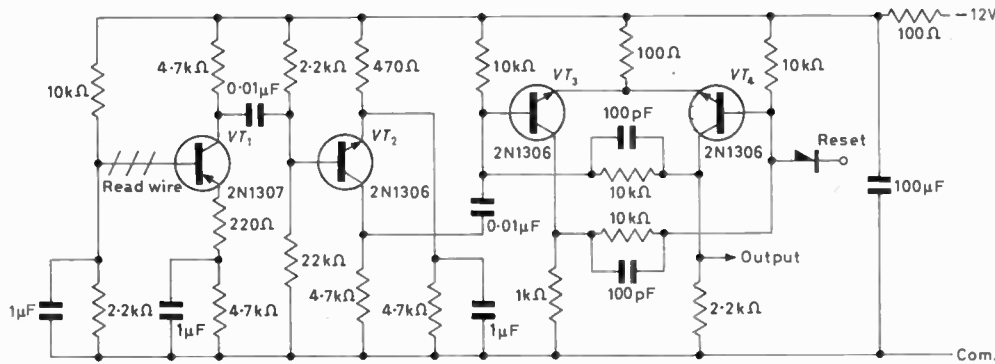 −12V
100Ω
4·7kΩ
2·2kΩ
470Ω
10kΩ
100Ω
10kΩ
10kΩ
0·01μF
VT₁
VT₂
VT₃
VT₄
100pF
Read wire
2N1307
2N1306
2N1306
2N1306
Reset
10kΩ
100μF
220Ω
0·01μF
10kΩ
22kΩ
Output
100pF
1μF
2·2kΩ
1μF
4·7kΩ
4·7kΩ
4·7kΩ
1μF
1kΩ
2·2kΩ
Com.